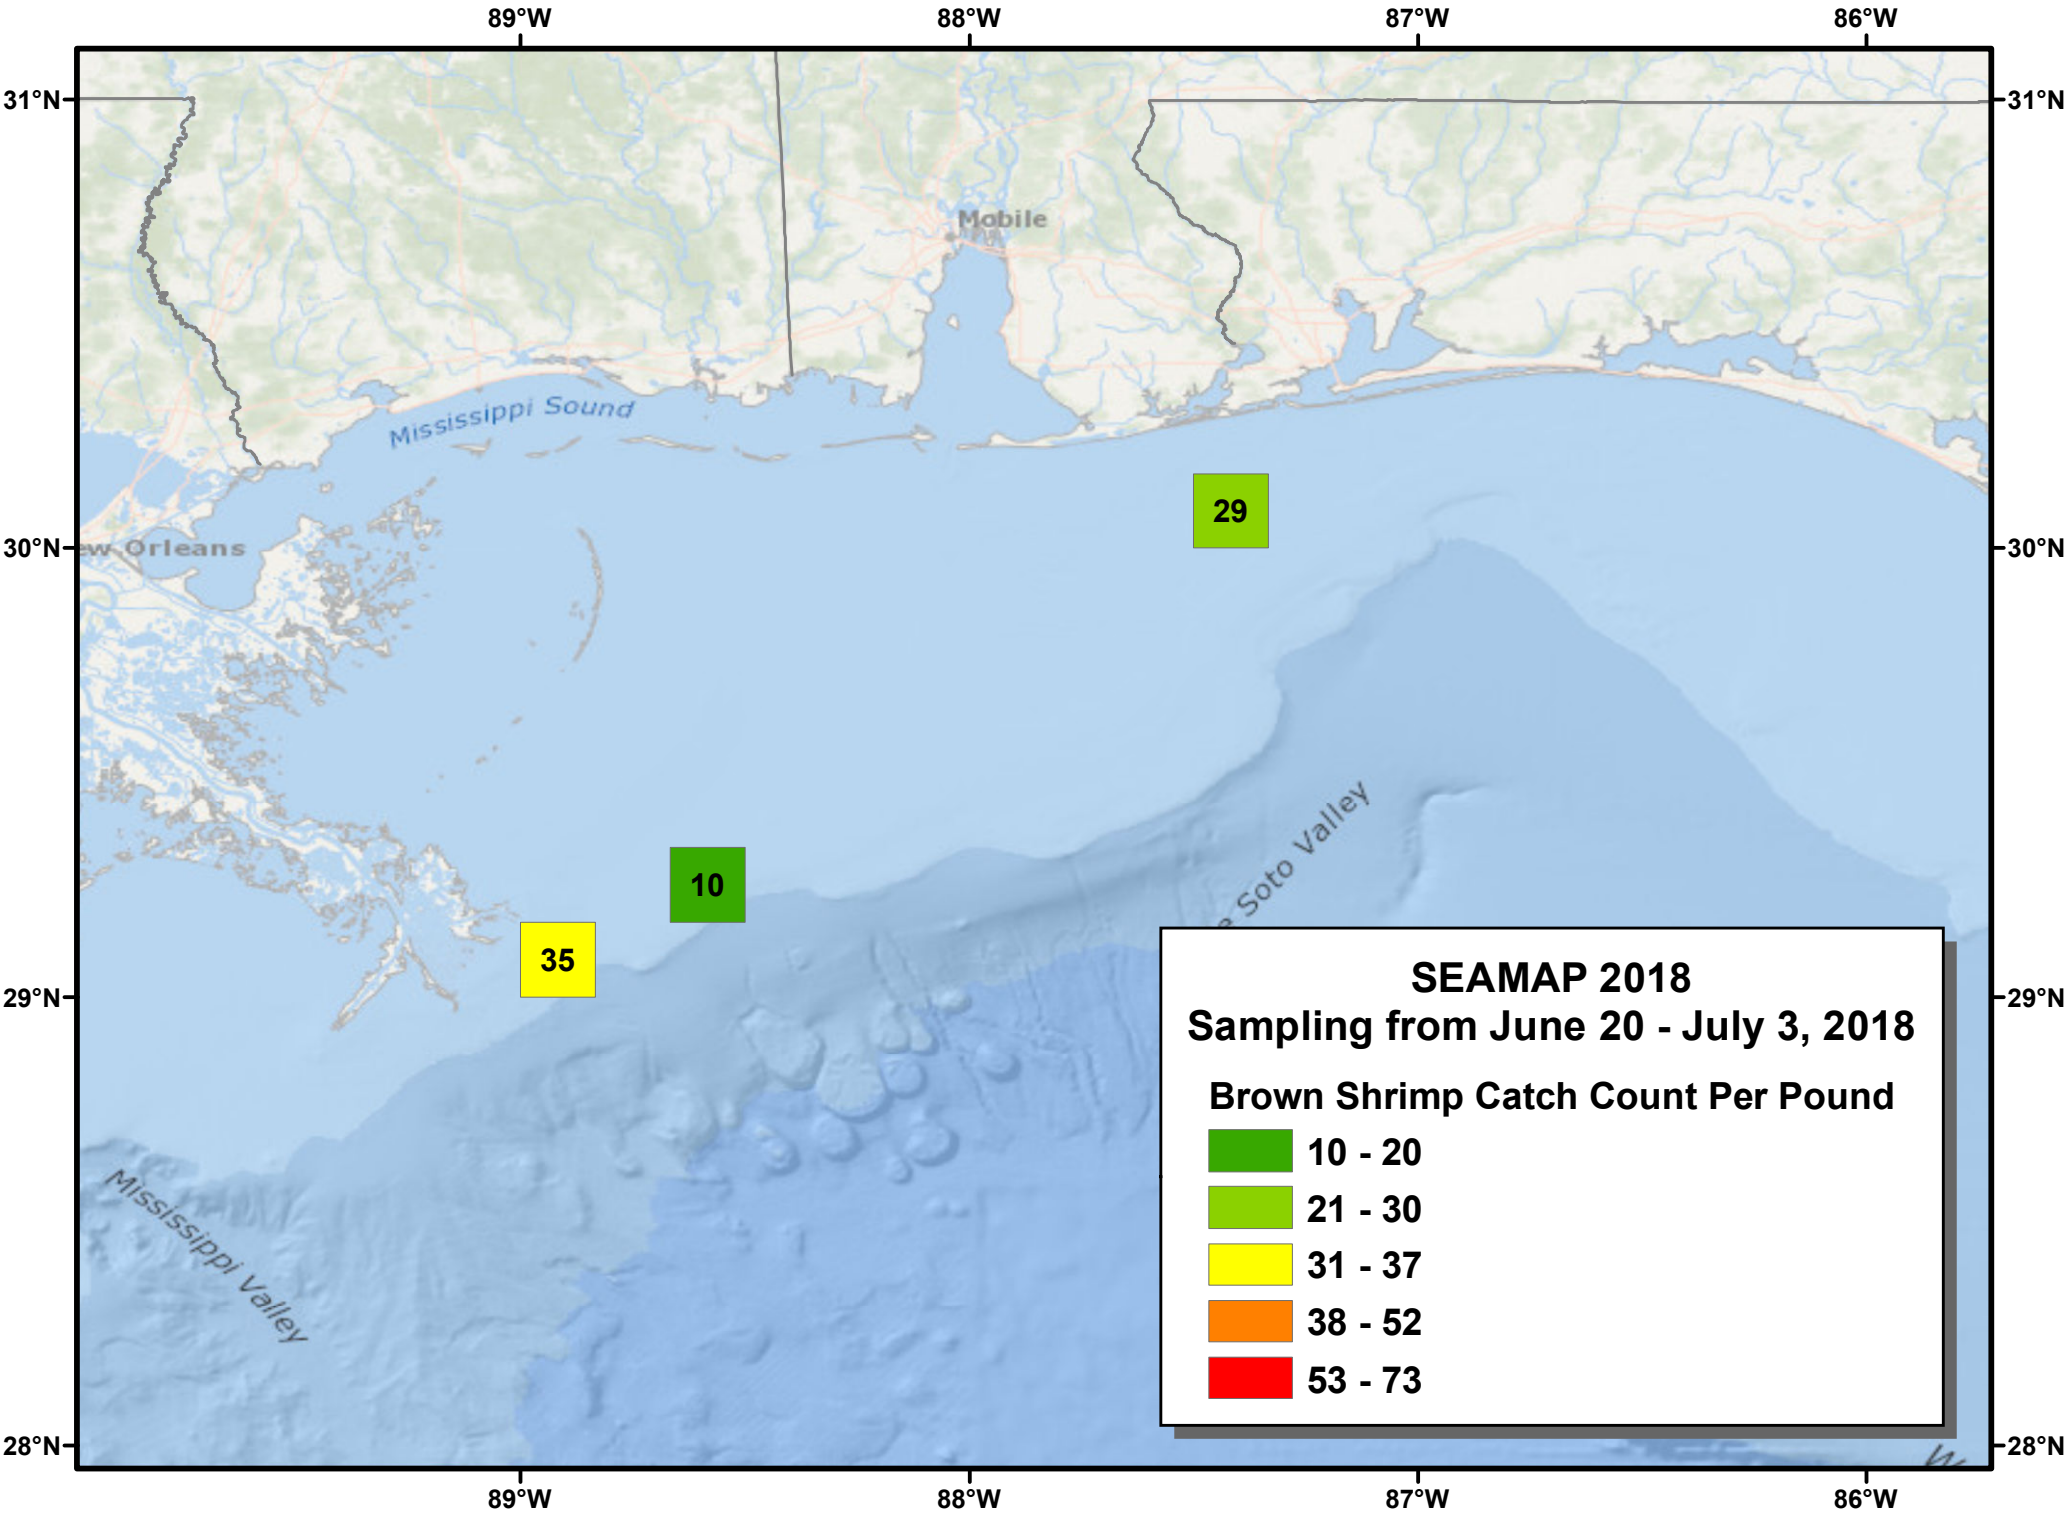 89°W 88°W 87°W 86°W
31°N 31°N
Mobile
Mississippi Sound
29
30°N 30°N
ew Orleans
e Soto Valley
10
35
29°N 29°N
SEAMAP 2018
Sampling from June 20 - July 3, 2018
Brown Shrimp Catch Count Per Pound
10 - 20
21 - 30
31 - 37
38 - 52
53 - 73
Mississippi Valley
28°N 28°N
W
89°W 88°W 87°W 86°W